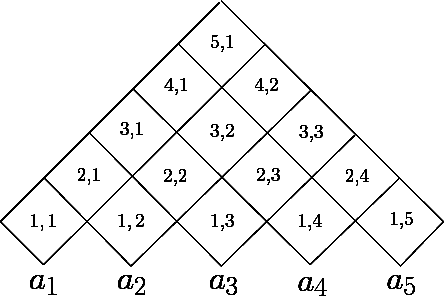 5,1
4,1 4,2
3,1 3,2 3,3
2,1 2,2 2,3 2,4
1,1 1,2 1,3 1,4 1,5
a₁ a₂ a₃ a₄ a₅